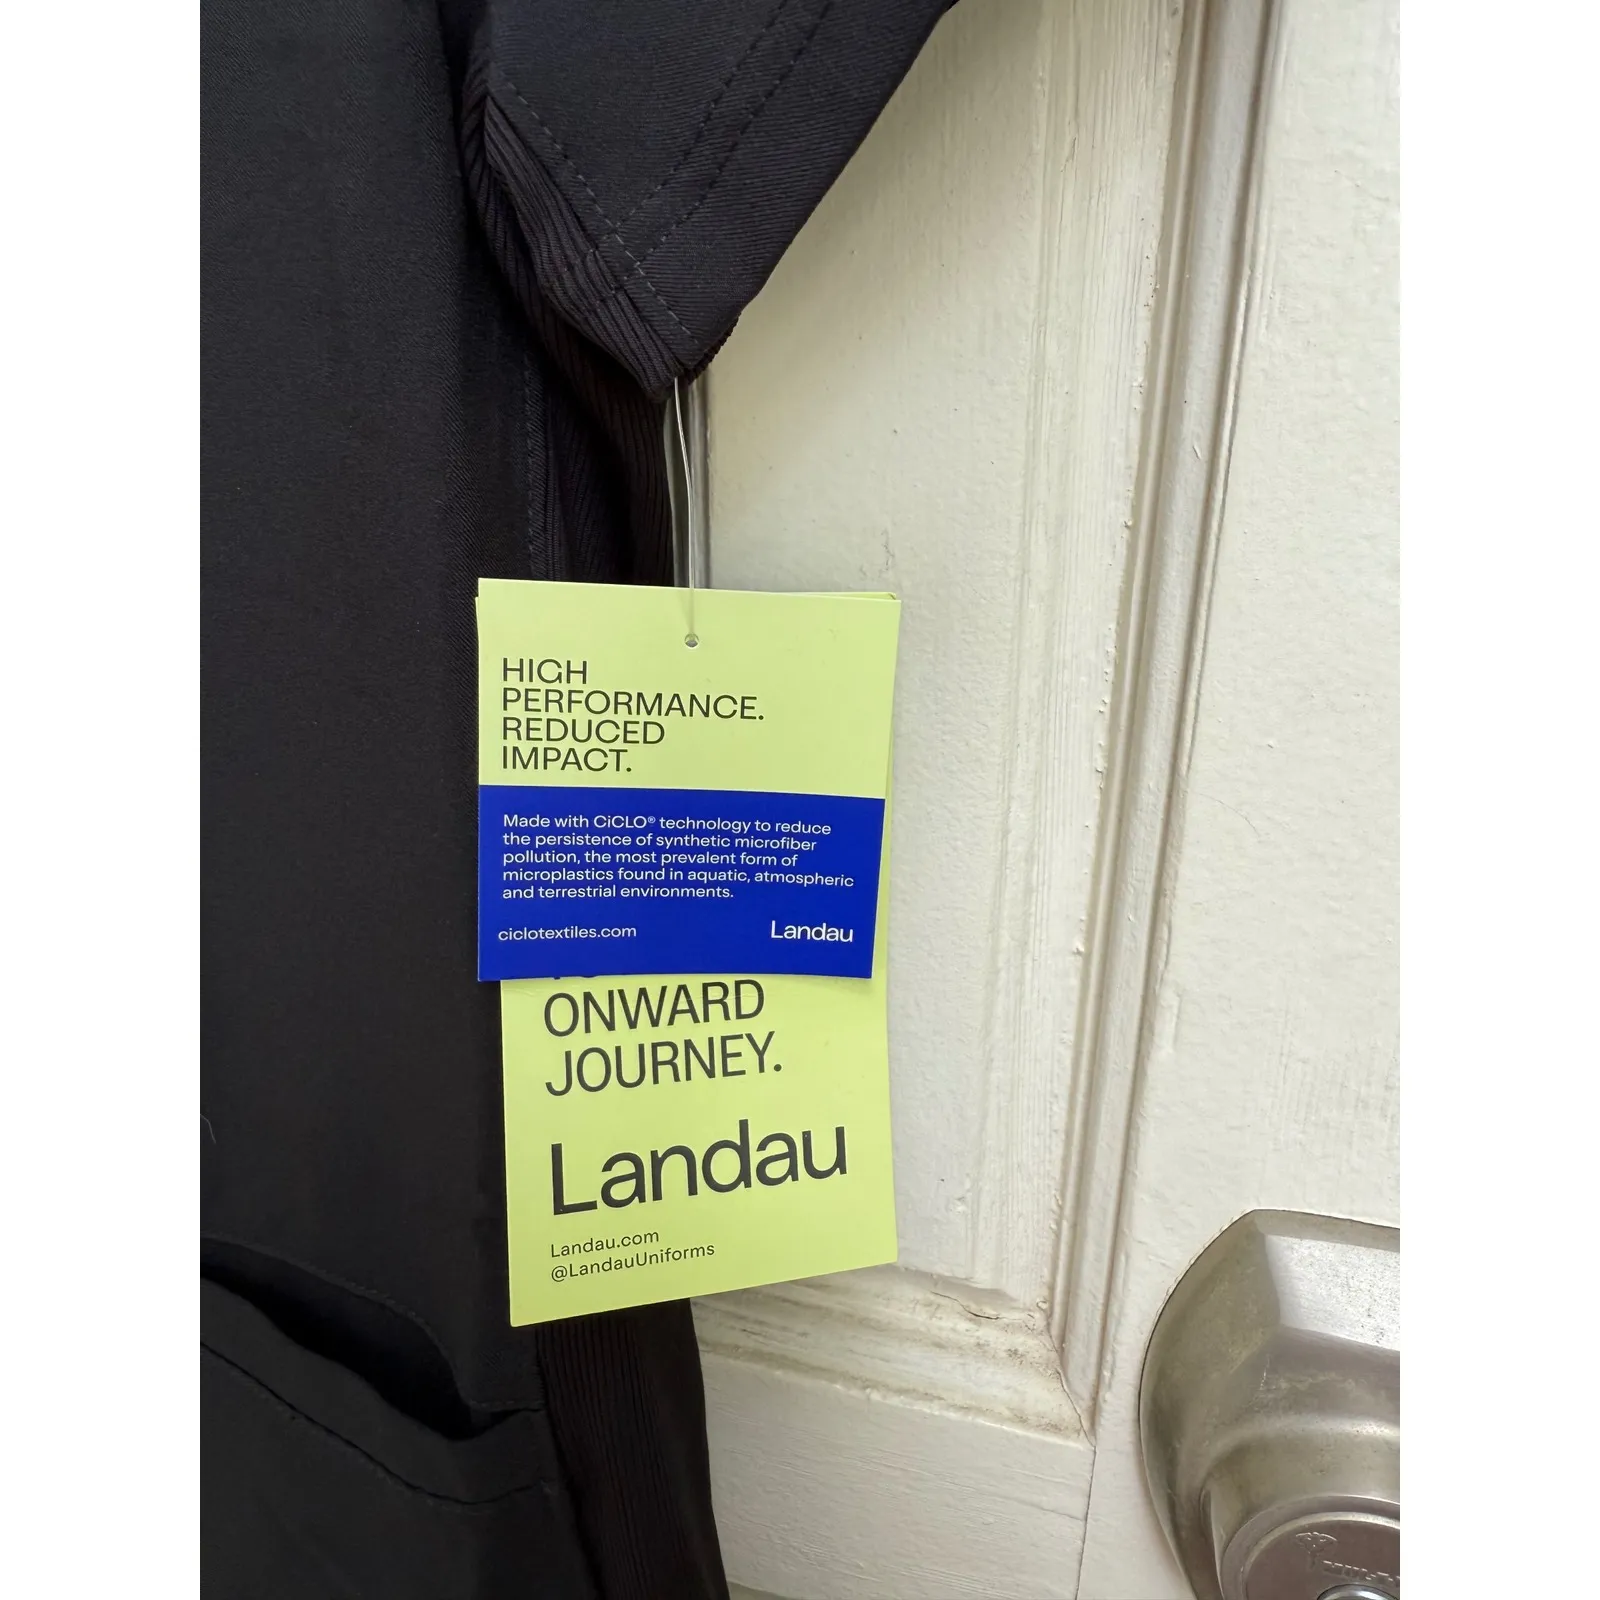 HIGH
PERFORMANCE.
REDUCED
IMPACT.
Made with CiCLO® technology to reduce
the persistence of synthetic microfiber
pollution, the most prevalent form of
microplastics found in aquatic, atmospheric
and terrestrial environments.
ciclotextiles.com Landau
ONWARD
JOURNEY.
Landau
Landau.com
@LandauUniforms